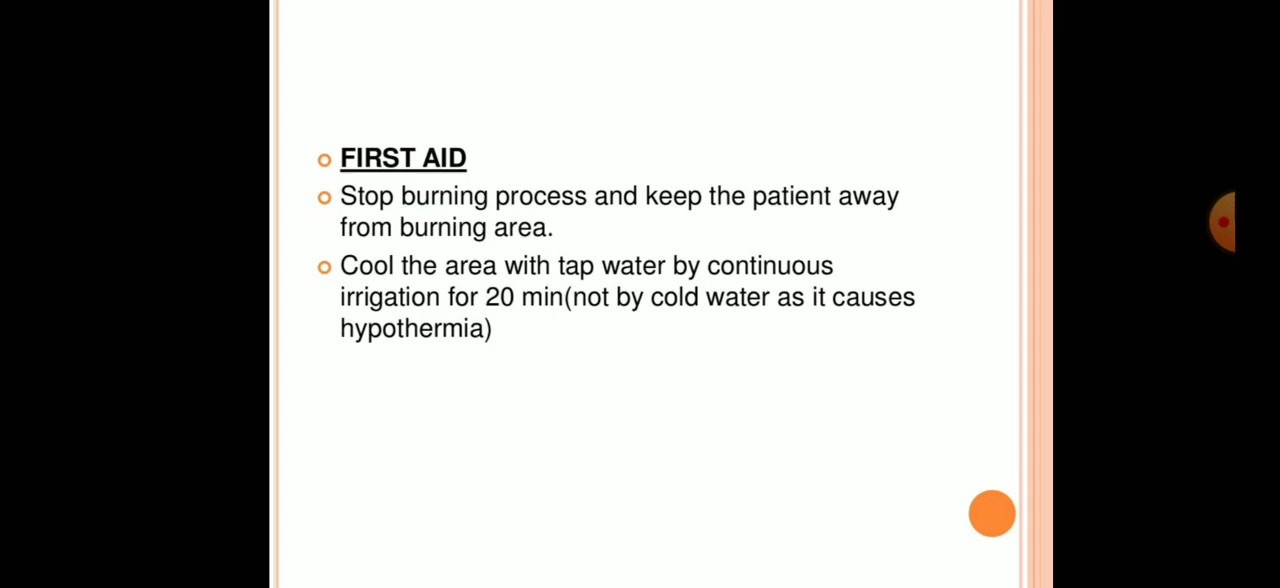 FIRST AID
Stop burning process and keep the patient away
from burning area.
Cool the area with tap water by continuous
irrigation for 20 min(not by cold water as it causes
hypothermia)